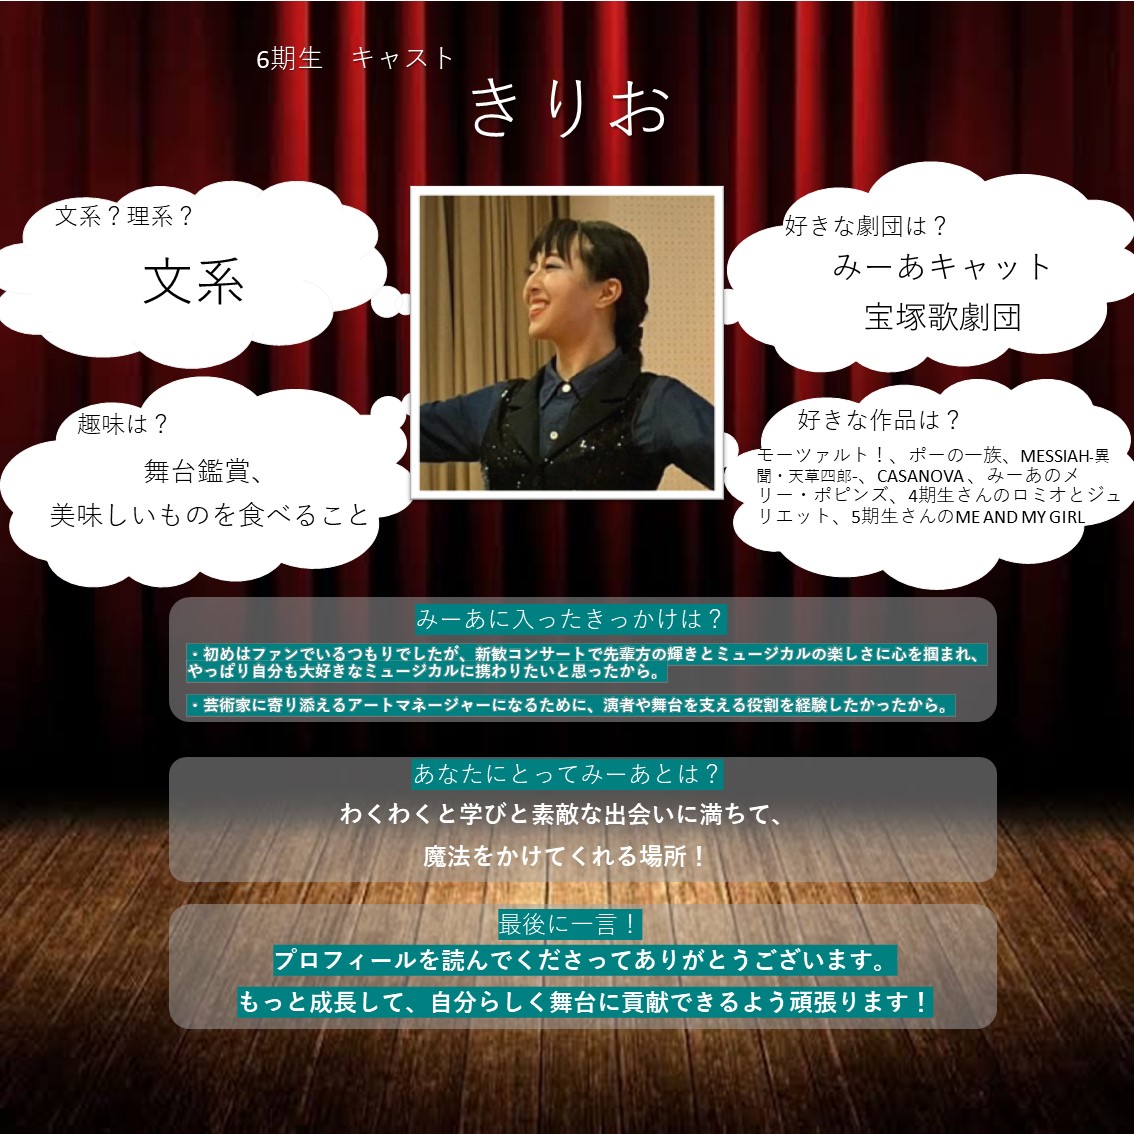 6期生　キャスト
きりお
文系？理系？
文系
好きな劇団は？
みーあキャット
宝塚歌劇団
趣味は？
舞台鑑賞、
美味しいものを食べること
好きな作品は？
モーツァルト！、ポーの一族、MESSIAH-異
聞・天草四郎-、CASANOVA、みーあのメ
リー・ポピンズ、4期生さんのロミオとジュ
リエット、5期生さんのME AND MY GIRL
みーあに入ったきっかけは？
・初めはファンでいるつもりでしたが、新歓コンサートで先輩方の輝きとミュージカルの楽しさに心を掴まれ、
やっぱり自分も大好きなミュージカルに携わりたいと思ったから。
・芸術家に寄り添えるアートマネージャーになるために、演者や舞台を支える役割を経験したかったから。
あなたにとってみーあとは？
わくわくと学びと素敵な出会いに満ちて、
魔法をかけてくれる場所！
最後に一言！
プロフィールを読んでくださってありがとうございます。
もっと成長して、自分らしく舞台に貢献できるよう頑張ります！